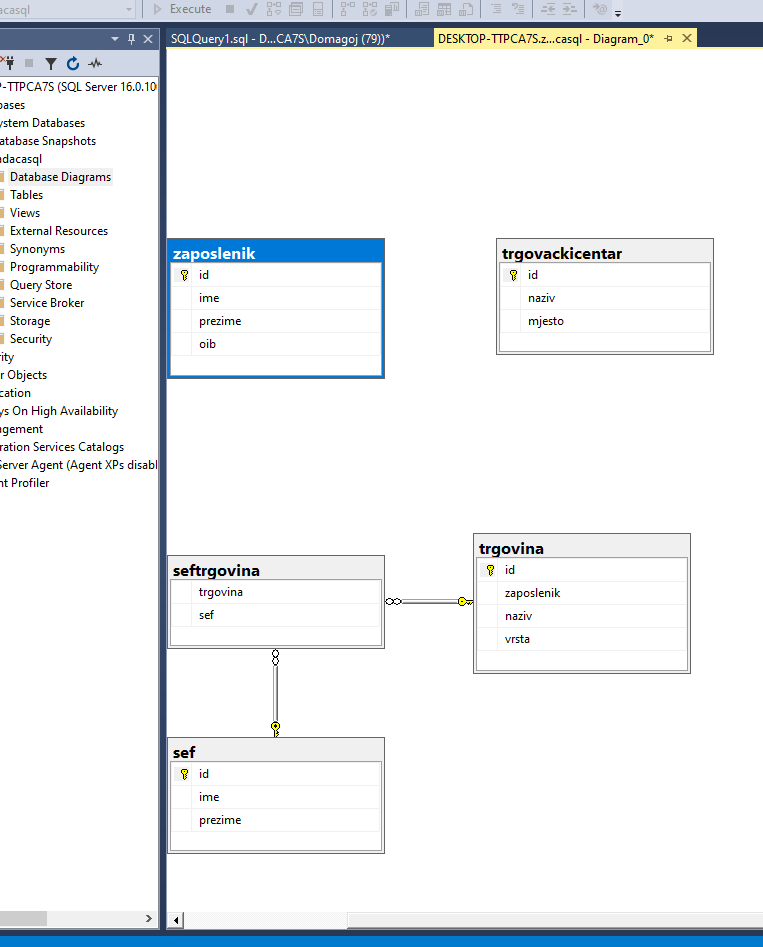 acasql
Execute
SQLQuery1.sql - D...CA7S\Domagoj (79))*
DESKTOP-TTPCA7S.z...casql - Diagram_0*
P-TTPCA7S (SQL Server 16.0.10
bases
ystem Databases
atabase Snapshots
ndacasql
Database Diagrams
Tables
Views
External Resources
Synonyms
Programmability
Query Store
Service Broker
Storage
Security
rity
r Objects
cation
ys On High Availability
agement
ration Services Catalogs
Server Agent (Agent XPs disabl
nt Profiler
zaposlenik
id
ime
prezime
oib
trgovackicentar
id
naziv
mjesto
seftrgovina
trgovina
sef
trgovina
id
zaposlenik
naziv
vrsta
sef
id
ime
prezime